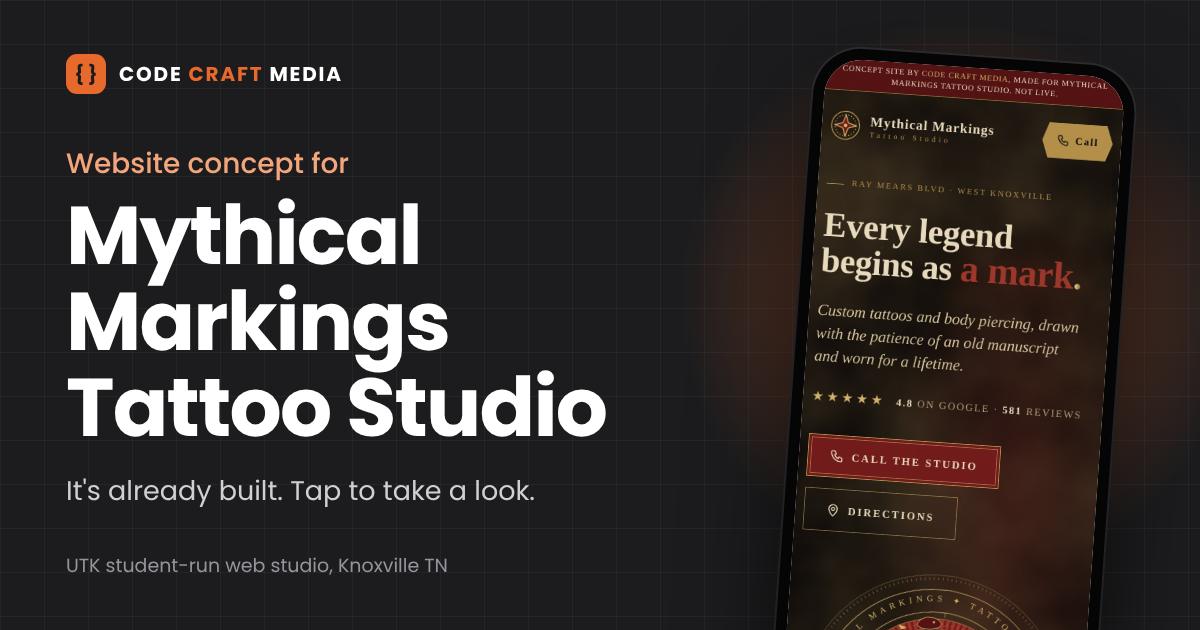 { } CODE CRAFT MEDIA
Website concept for
Mythical
Markings
Tattoo Studio
It's already built. Tap to take a look.
UTK student-run web studio, Knoxville TN
CONCEPT SITE BY CODE CRAFT MEDIA, MADE FOR MYTHICAL
MARKINGS TATTOO STUDIO. NOT LIVE.
Mythical Markings
Tattoo Studio
Call
RAY MEARS BLVD · WEST KNOXVILLE
Every legend
begins as a mark.
Custom tattoos and body piercing, drawn
with the patience of an old manuscript
and worn for a lifetime.
★★★★★ 4.8 ON GOOGLE · 581 REVIEWS
CALL THE STUDIO
DIRECTIONS
MARKINGS ✦ TATTO